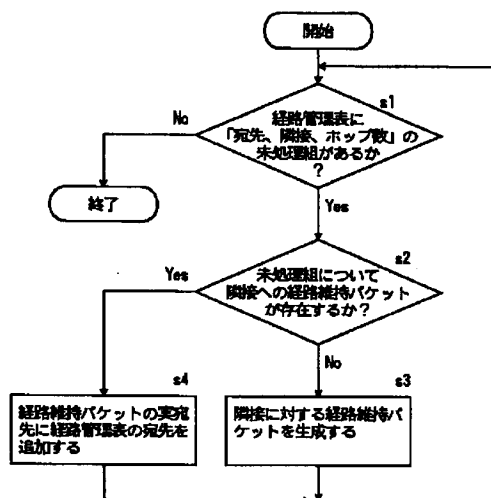 開始
s1
経路管理表に
「宛先、隣接、ホップ数」の
未処理組があるか
?
No
終了
Yes
s2
未処理組について
隣接への経路維持パケット
が存在するか?
Yes
No
s4
経路維持パケットの実宛
先に経路管理表の宛先を
追加する
s3
隣接に対する経路維持パ
ケットを生成する